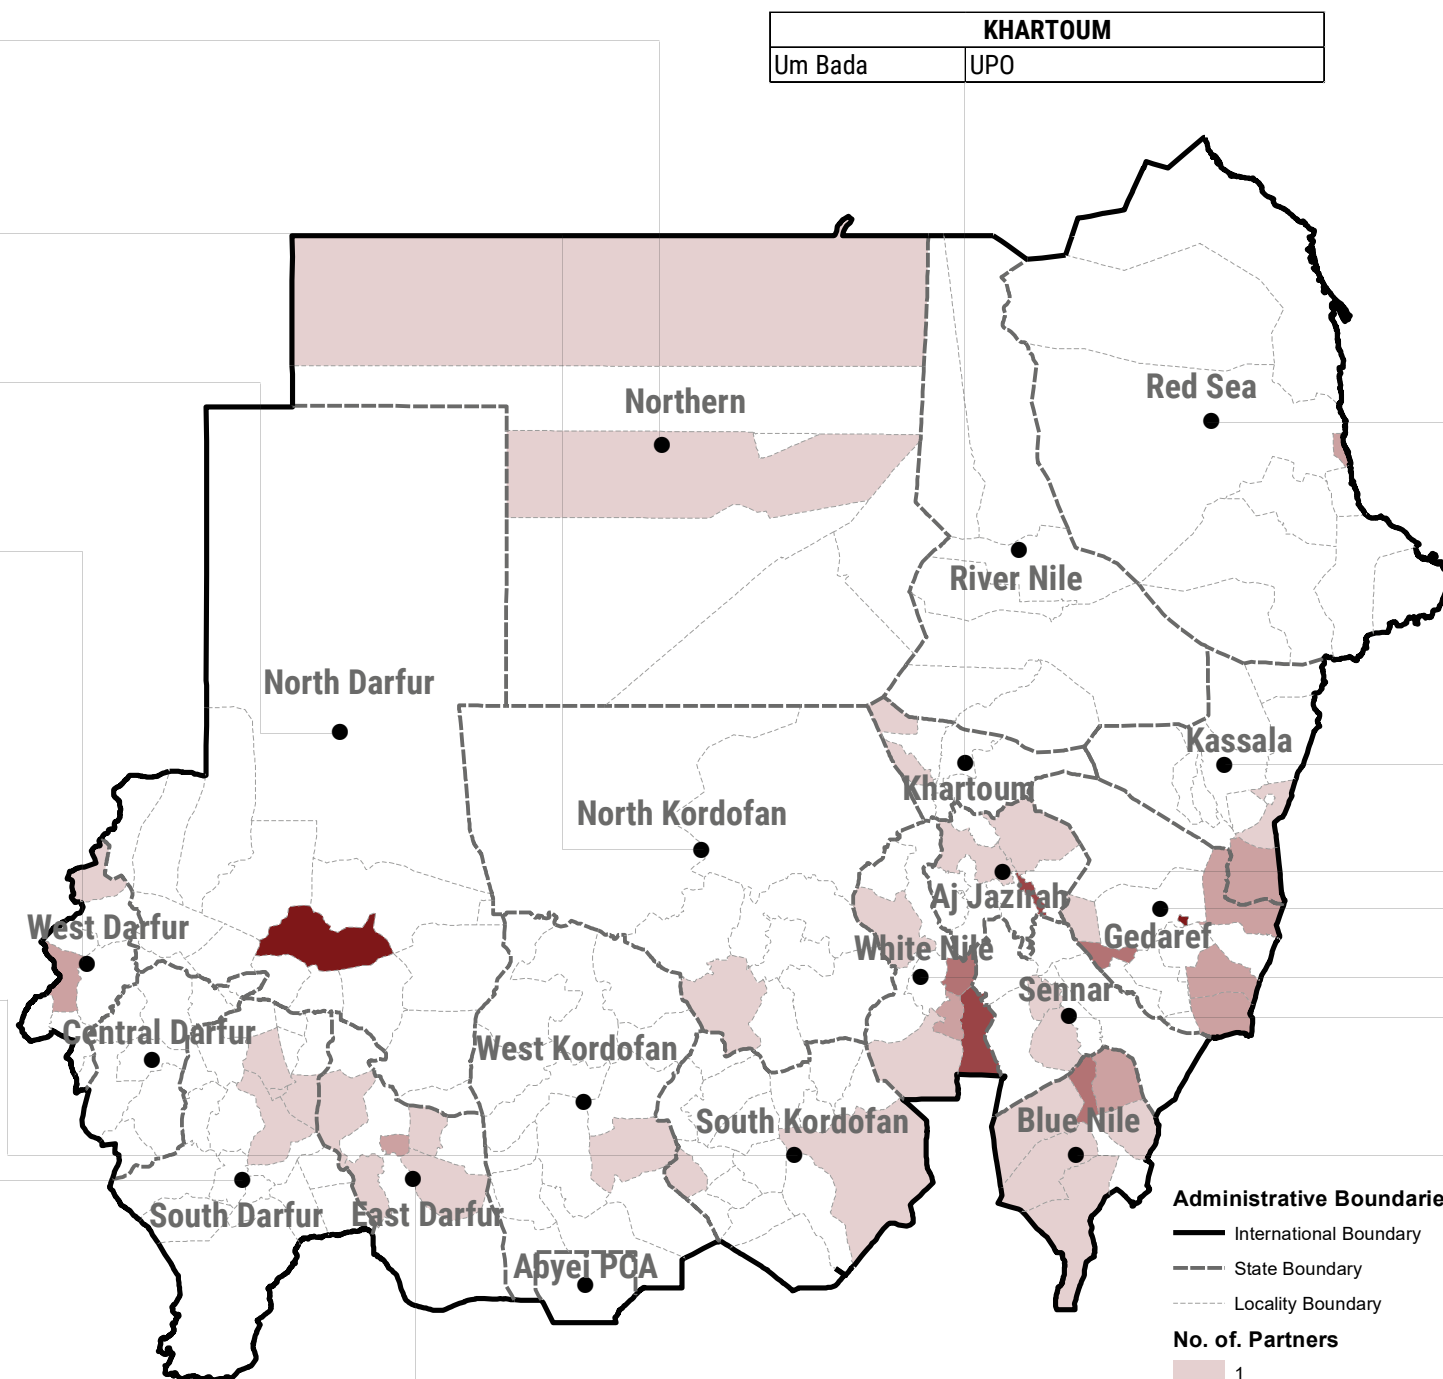 KHARTOUM
Um Bada UPO
Northern
Red Sea
River Nile
North Darfur
Kassala
Khartoum
North Kordofan
Aj Jazirah
West Darfur
Gedaref
White Nile
Sennar
Central Darfur
West Kordofan
South Kordofan
Blue Nile
South Darfur
East Darfur
Abyei PCA
Administrative Boundarie
International Boundary
State Boundary
Locality Boundary
No. of. Partners
1